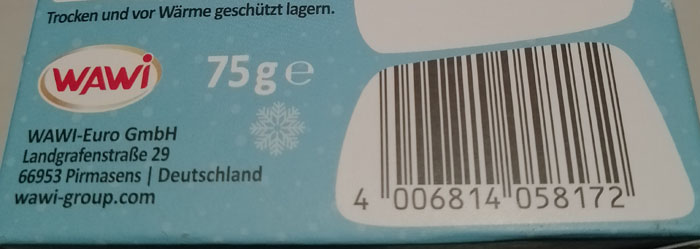 Trocken und vor Wärme geschützt lagern.
WAWi
75g e
WAWI-Euro GmbH
Landgrafenstraße 29
66953 Pirmasens | Deutschland
wawi-group.com
4 006814 058172